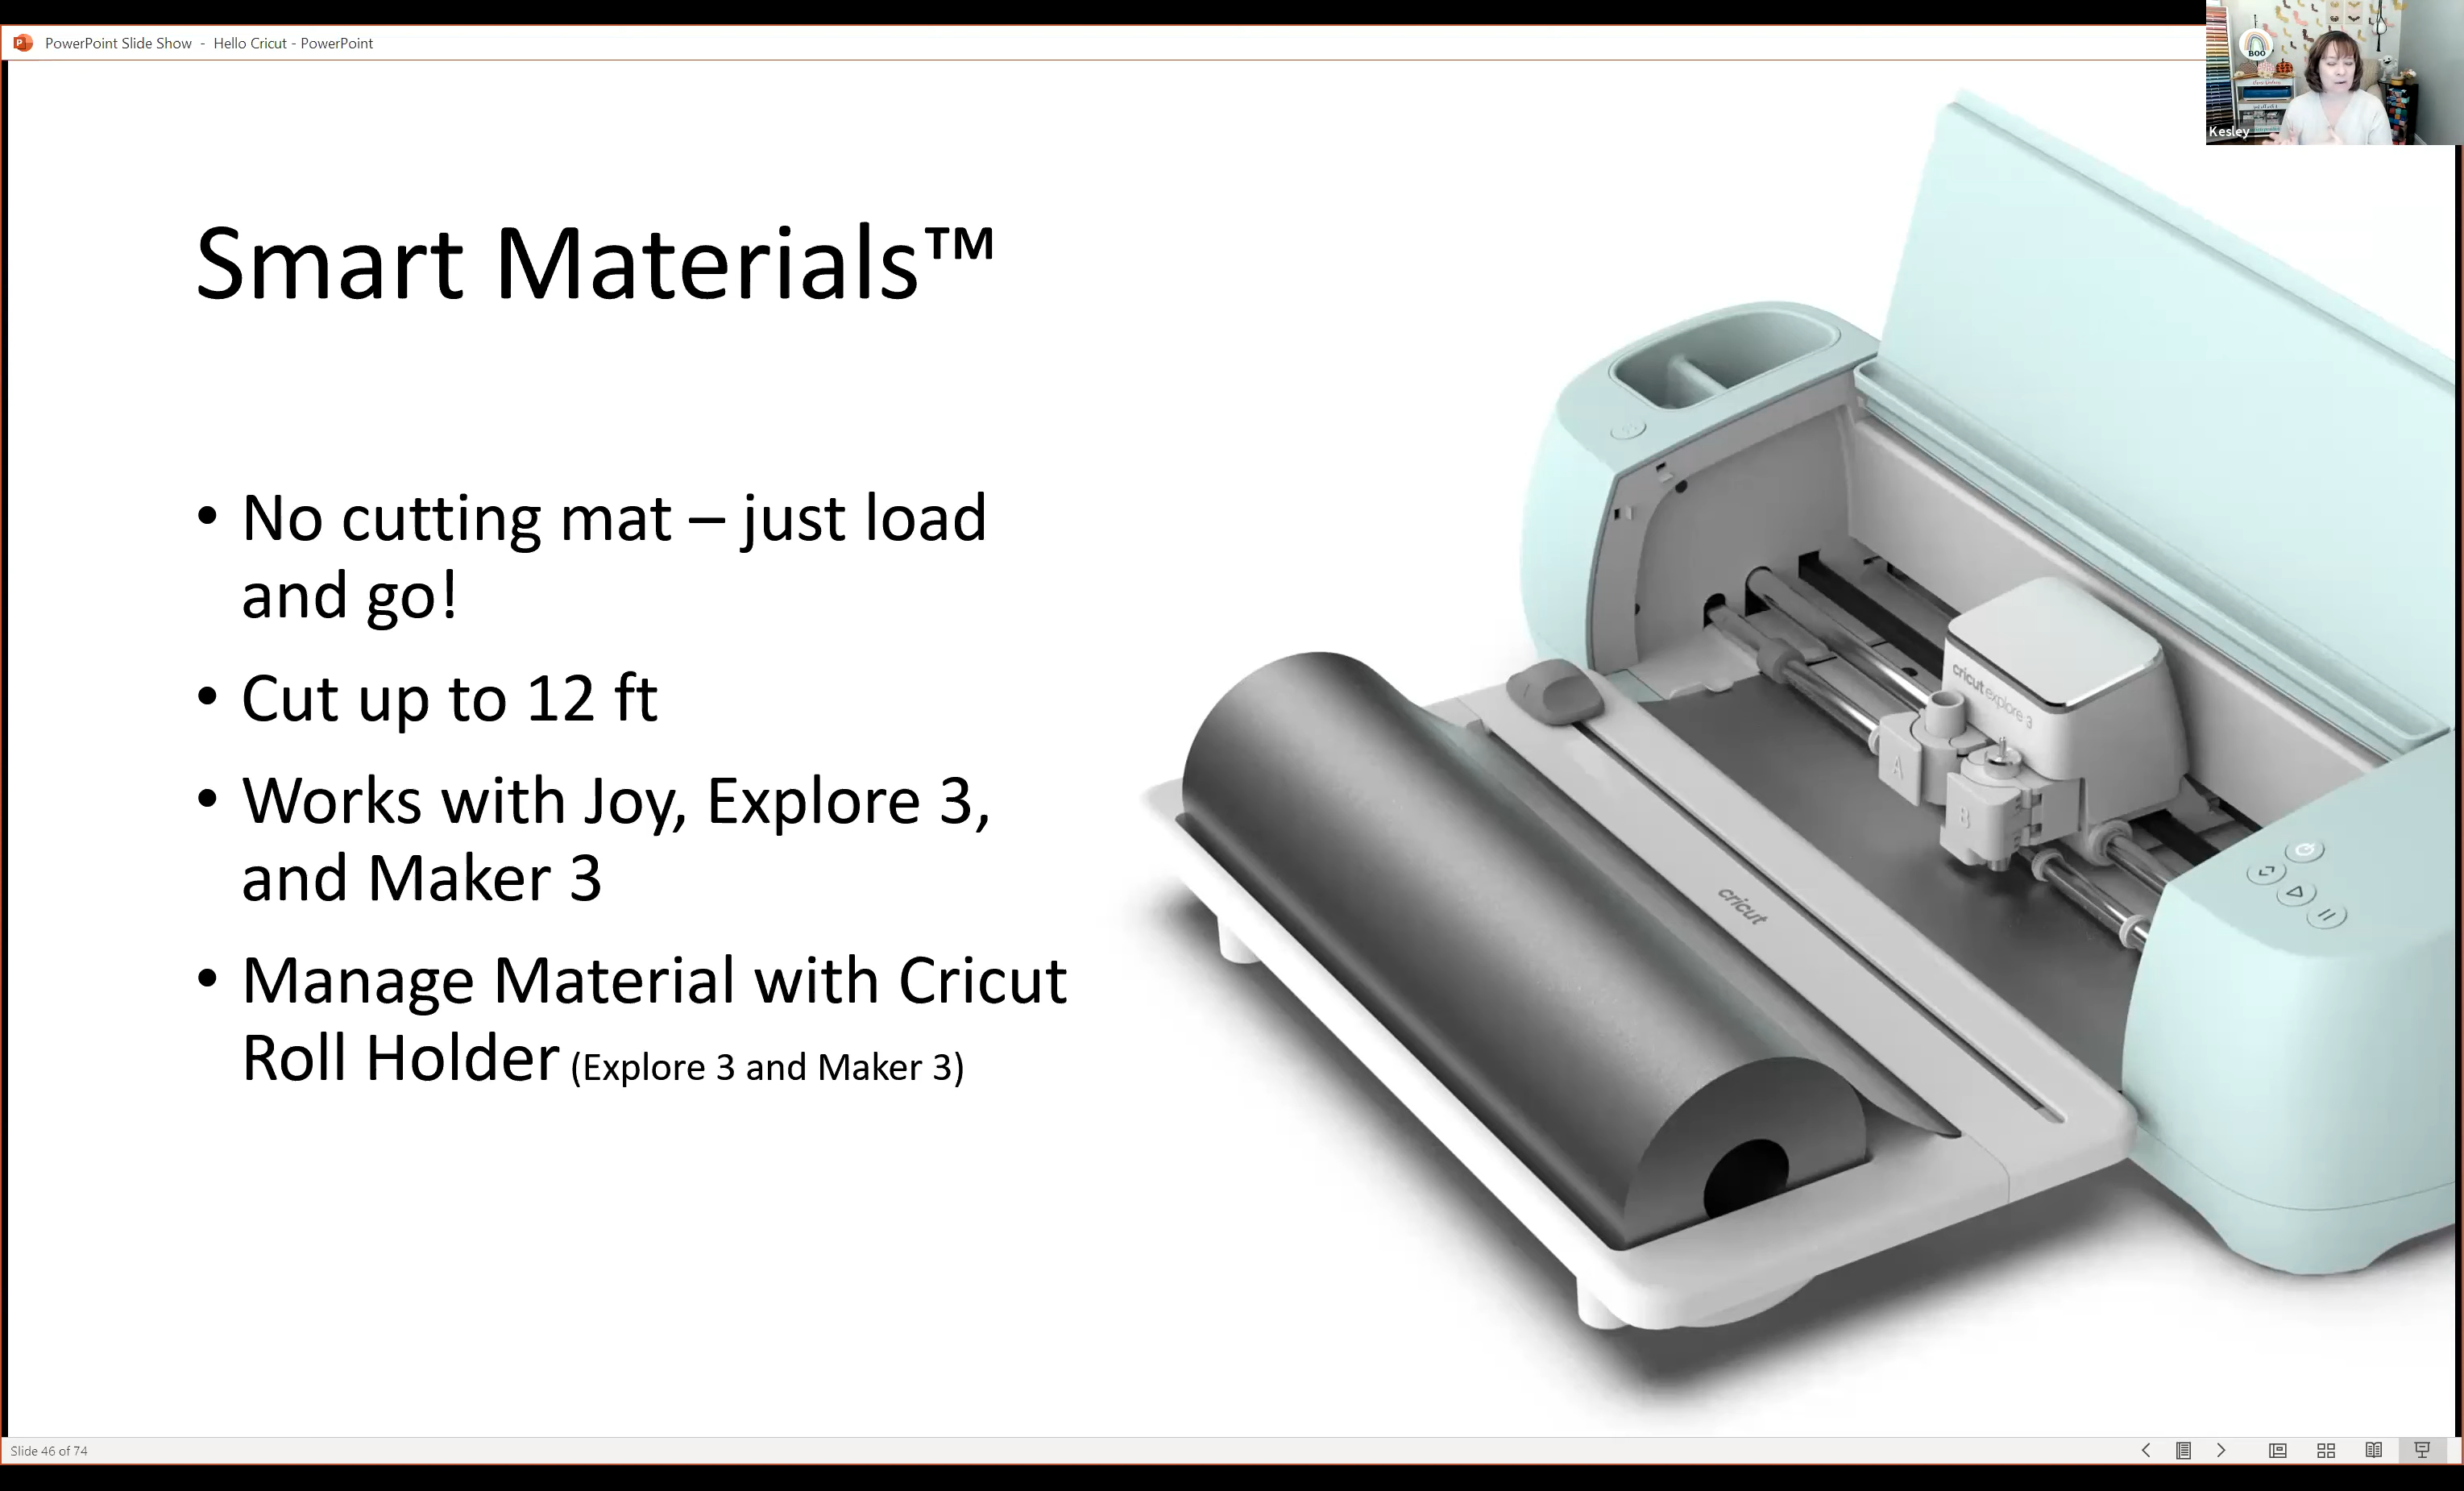 PowerPoint Slide Show - Hello Cricut - PowerPoint
BOO
Kesley
Smart Materials™
• No cutting mat – just load
and go!
• Cut up to 12 ft
• Works with Joy, Explore 3,
and Maker 3
• Manage Material with Cricut
Roll Holder (Explore 3 and Maker 3)
cricut explore 3
A
B
cricut
Slide 46 of 74